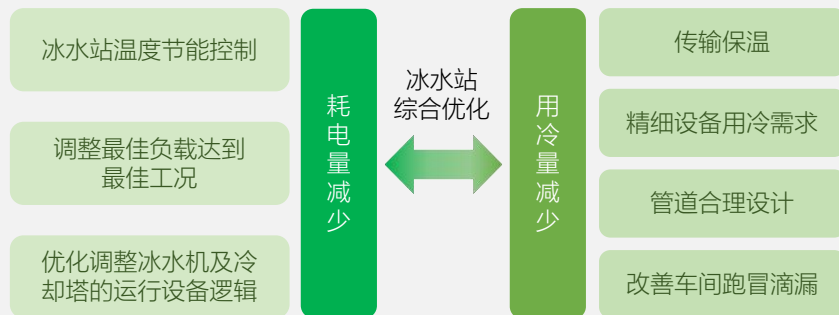 冰水站温度节能控制
调整最佳负载达到
最佳工况
优化调整冰水机及冷
却塔的运行设备逻辑
耗电量减少
冰水站
综合优化
用冷量减少
传输保温
精细设备用冷需求
管道合理设计
改善车间跑冒滴漏